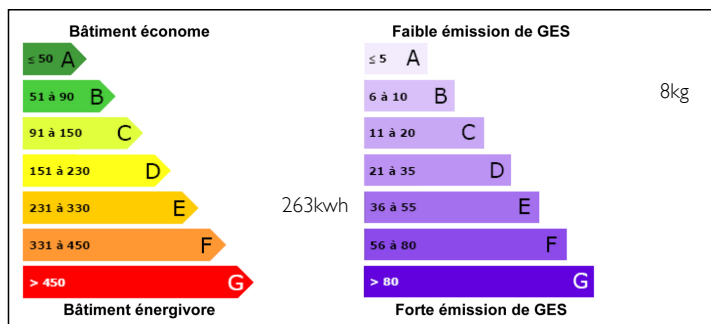 Bâtiment économe
≤ 50 A
51 à 90 B
91 à 150 C
151 à 230 D
231 à 330 E
263kwh
331 à 450 F
> 450 G
Bâtiment énergivore
Faible émission de GES
≤ 5 A
6 à 10 B
8kg
11 à 20 C
21 à 35 D
36 à 55 E
56 à 80 F
> 80 G
Forte émission de GES